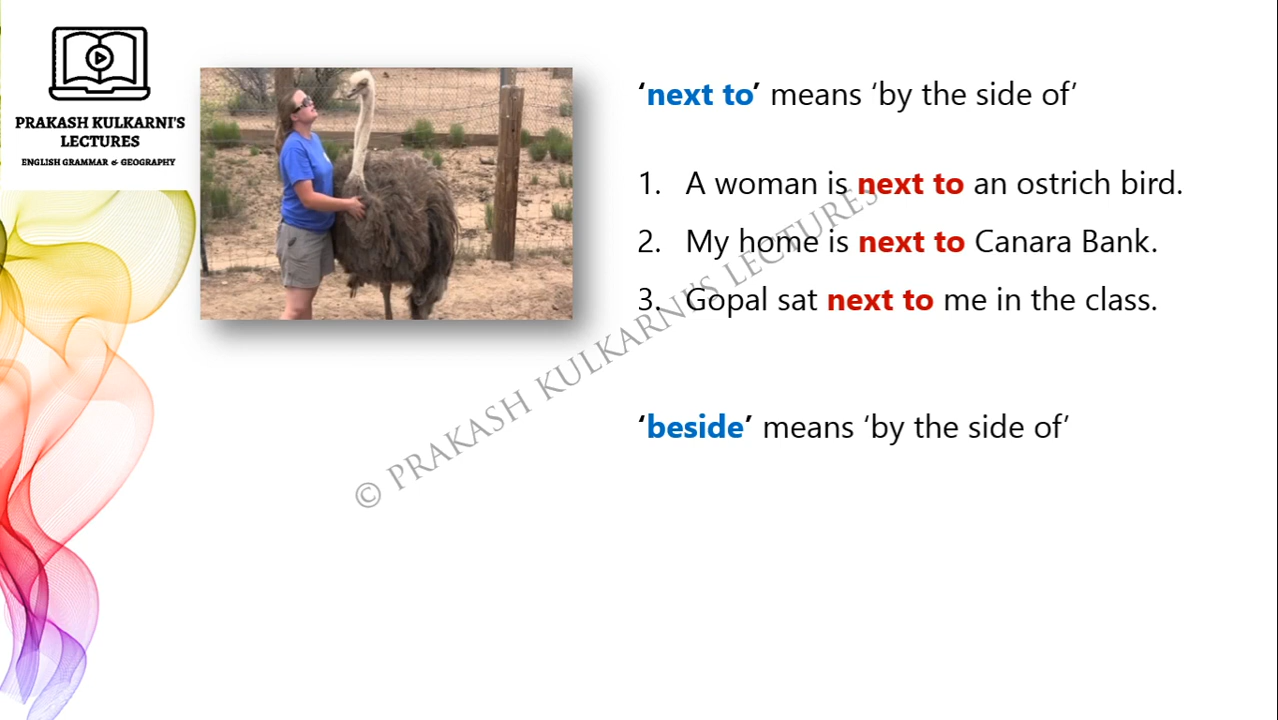 PRAKASH KULKARNI'S
LECTURES
ENGLISH GRAMMAR & GEOGRAPHY
‘next to’ means ‘by the side of’
1. A woman is next to an ostrich bird.
2. My home is next to Canara Bank.
3. Gopal sat next to me in the class.
‘beside’ means ‘by the side of’
© PRAKASH KULKARNI'S LECTURES